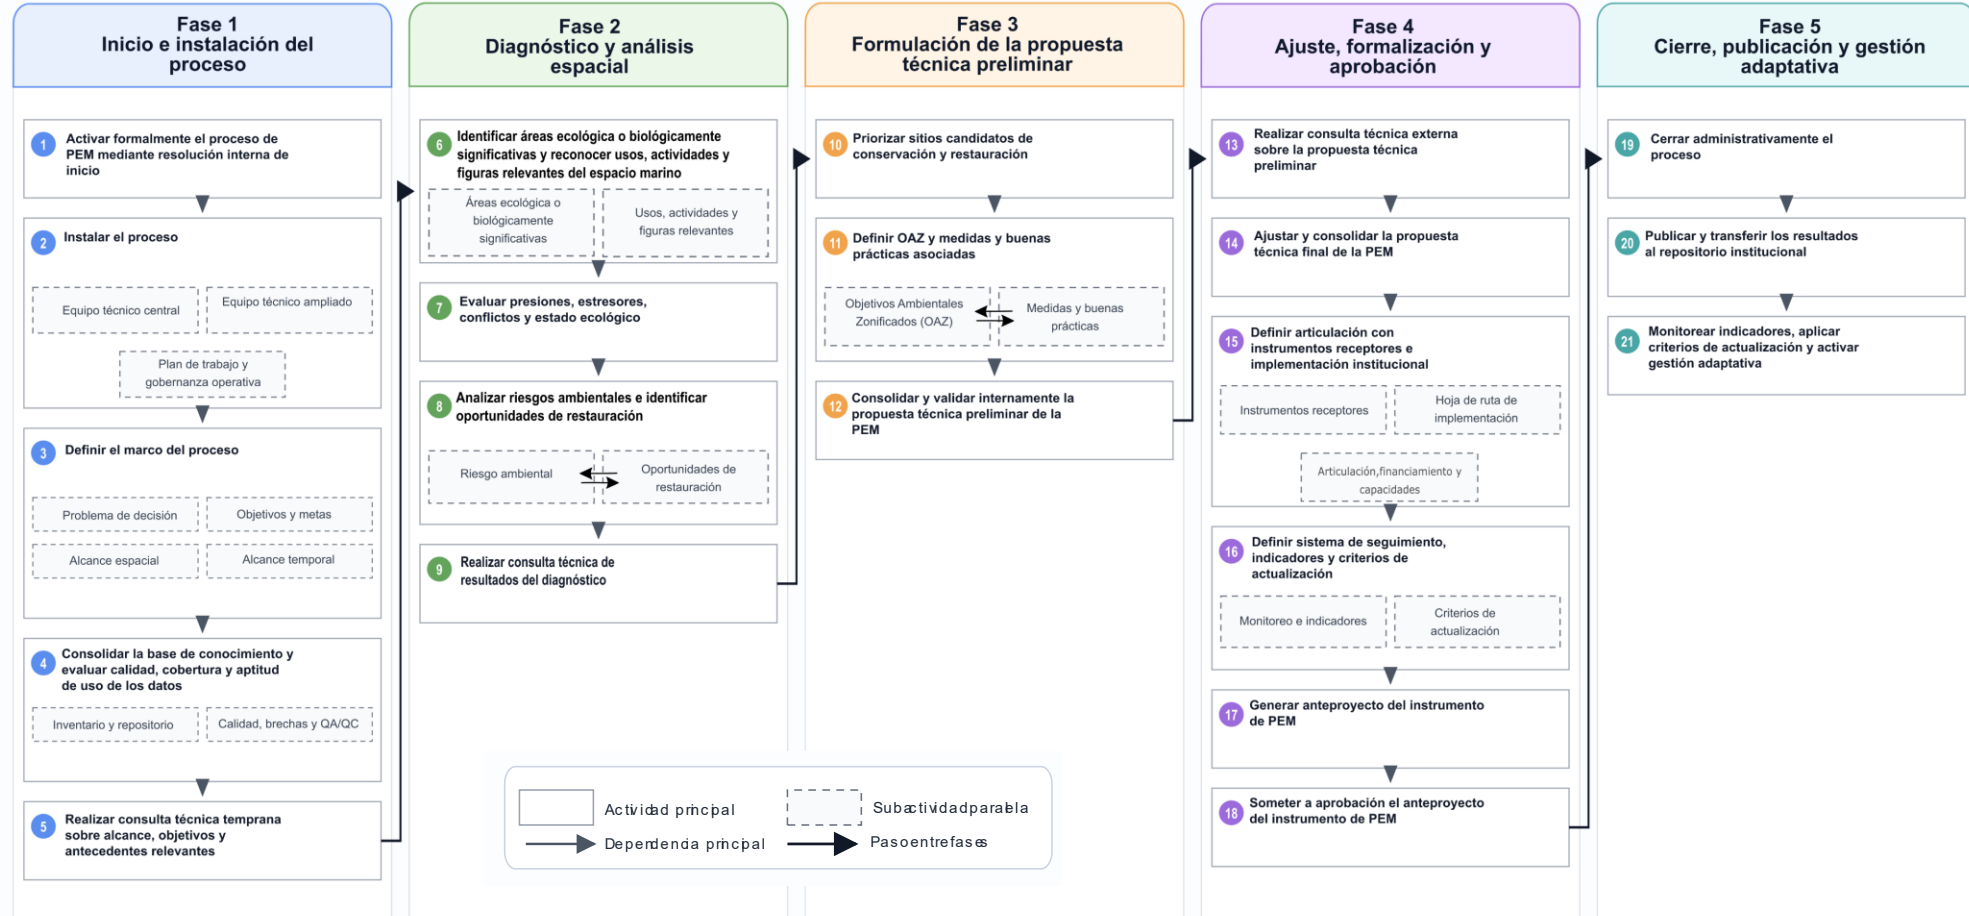 Fase 1
Inicio e instalación del
proceso
1
Activar formalmente el proceso de
PEM mediante resolución interna de
inicio
2
Instalar el proceso
Equipo técnico central
Equipo técnico ampliado
Plan de trabajo y
gobernanza operativa
3
Definir el marco del proceso
Problema de decisión
Objetivos y metas
Alcance espacial
Alcance temporal
4
Consolidar la base de conocimiento y
evaluar calidad, cobertura y aptitud
de uso de los datos
Inventario y repositorio
Calidad, brechas y QA/QC
5
Realizar consulta técnica temprana
sobre alcance, objetivos y
antecedentes relevantes
Fase 2
Diagnóstico y análisis
espacial
6
Identificar áreas ecológica o biológicamente
significativas y reconocer usos, actividades y
figuras relevantes del espacio marino
Áreas ecológica o
biológicamente
significativas
Usos, actividades y
figuras relevantes
7
Evaluar presiones, estresores,
conflictos y estado ecológico
8
Analizar riesgos ambientales e identificar
oportunidades de restauración
Riesgo ambiental
Oportunidades de
restauración
9
Realizar consulta técnica de
resultados del diagnóstico
Fase 3
Formulación de la propuesta
técnica preliminar
10
Priorizar sitios candidatos de
conservación y restauración
11
Definir OAZ y medidas y buenas
prácticas asociadas
Objetivos Ambientales
Zonificados (OAZ)
Medidas y buenas
prácticas
12
Consolidar y validar internamente la
propuesta técnica preliminar de la
PEM
Fase 4
Ajuste, formalización y
aprobación
13
Realizar consulta técnica externa
sobre la propuesta técnica
preliminar
14
Ajustar y consolidar la propuesta
técnica final de la PEM
15
Definir articulación con
instrumentos receptores e
implementación institucional
Instrumentos receptores
Hoja de ruta de
implementación
Articulación,financiamiento y
capacidades
16
Definir sistema de seguimiento,
indicadores y criterios de
actualización
Monitoreo e indicadores
Criterios de
actualización
17
Generar anteproyecto del instrumento
de PEM
18
Someter a aprobación el anteproyecto
del instrumento de PEM
Fase 5
Cierre, publicación y gestión
adaptativa
19
Cerrar administrativamente el
proceso
20
Publicar y transferir los resultados
al repositorio institucional
21
Monitorear indicadores, aplicar
criterios de actualización y activar
gestión adaptativa
Actividad principal
Subactividad paralela
Dependencia principal
Paso entre fases